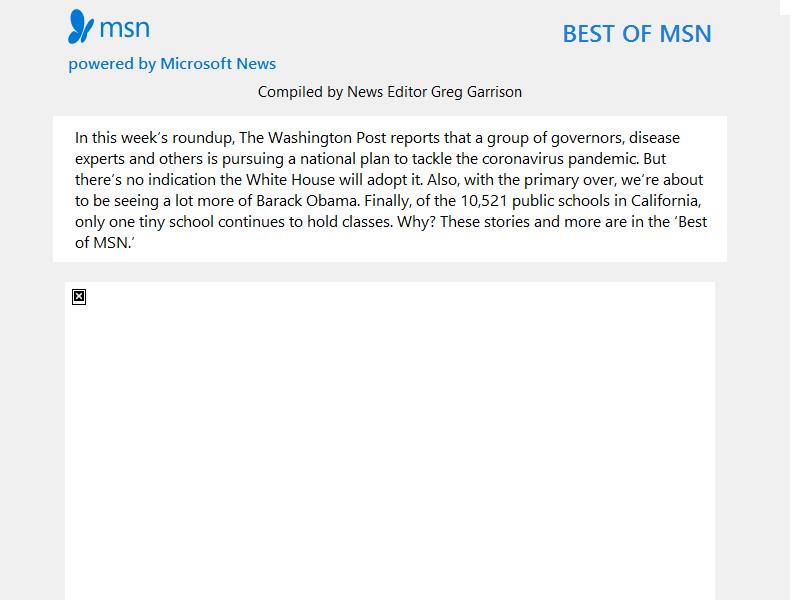 msn
BEST OF MSN
powered by Microsoft News
Compiled by News Editor Greg Garrison
In this week’s roundup, The Washington Post reports that a group of governors, disease
experts and others is pursuing a national plan to tackle the coronavirus pandemic. But
there’s no indication the White House will adopt it. Also, with the primary over, we’re about
to be seeing a lot more of Barack Obama. Finally, of the 10,521 public schools in California,
only one tiny school continues to hold classes. Why? These stories and more are in the ‘Best
of MSN.’